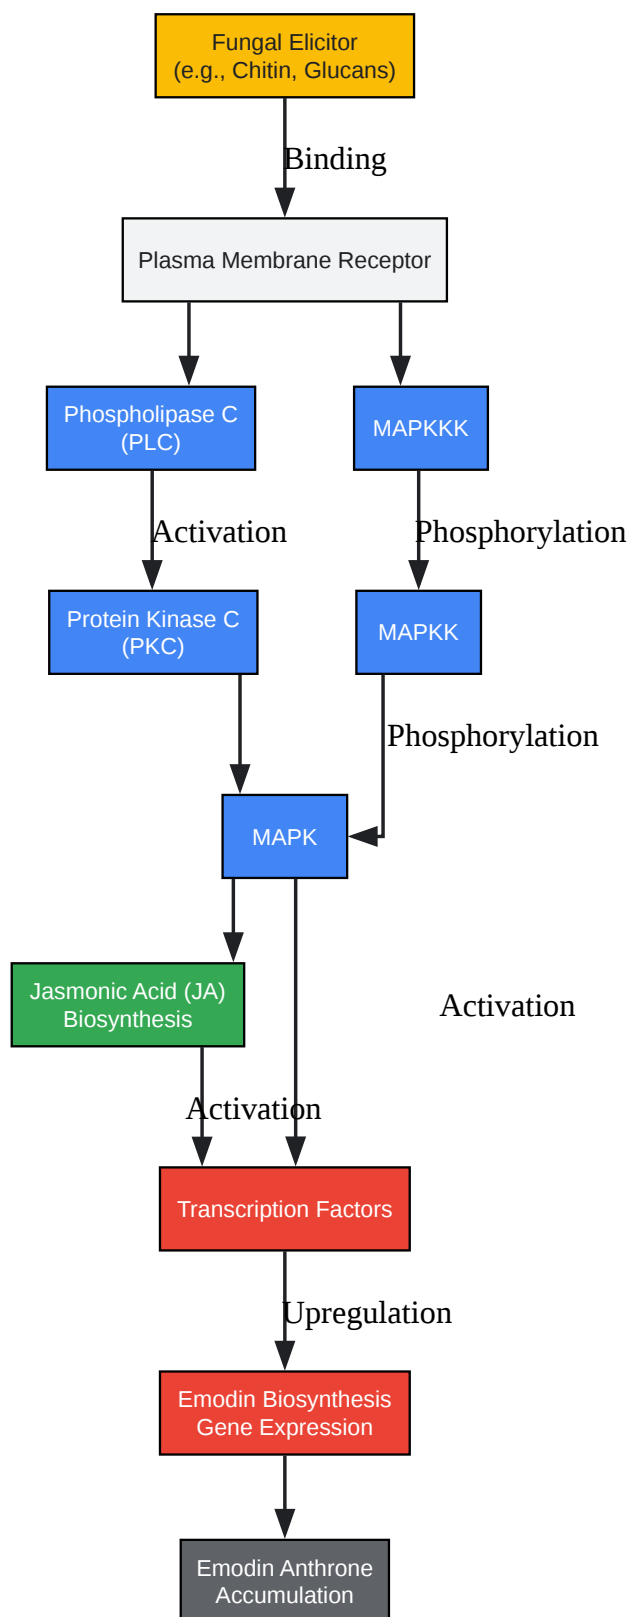 Fungal Elicitor
(e.g., Chitin, Glucans)
Binding
Plasma Membrane Receptor
Phospholipase C
(PLC)
MAPKKK
Activation
Phosphorylation
Protein Kinase C
(PKC)
MAPKK
Phosphorylation
MAPK
Jasmonic Acid (JA)
Biosynthesis
Activation
Activation
Transcription Factors
Upregulation
Emodin Biosynthesis
Gene Expression
Emodin Anthrone
Accumulation